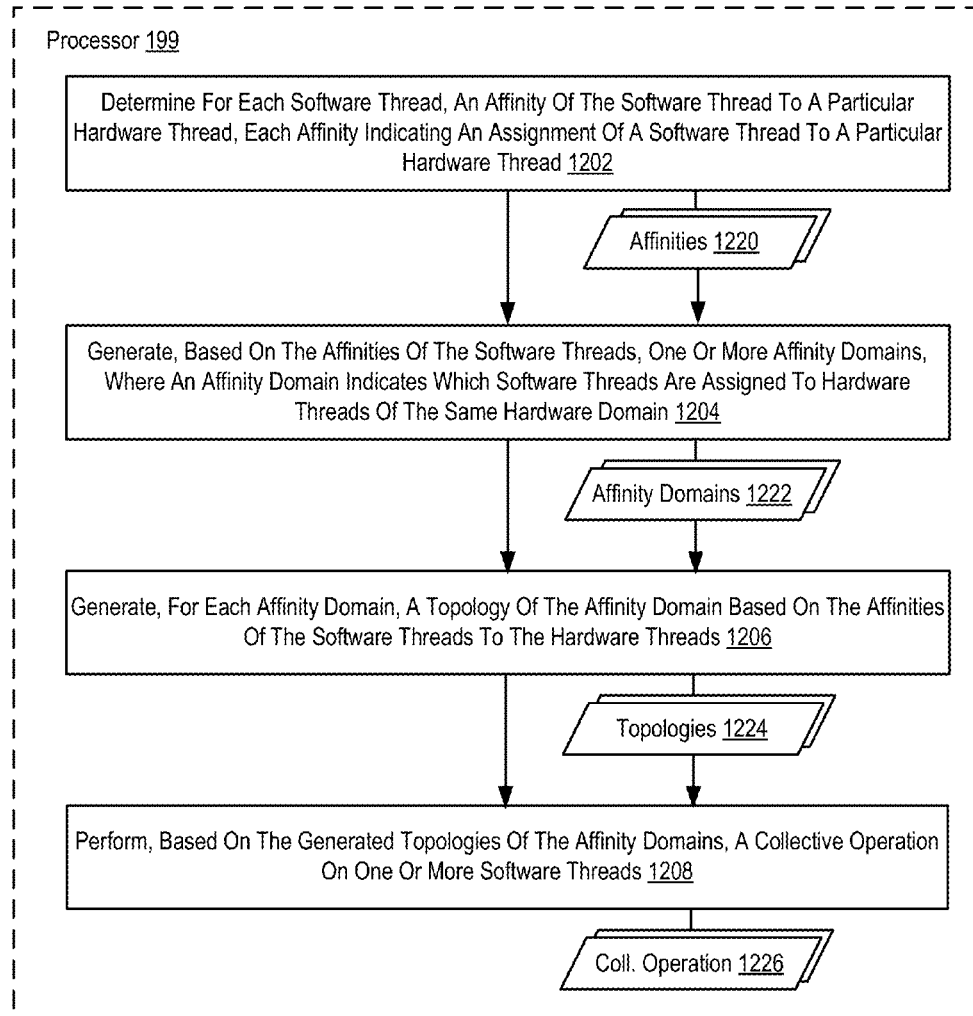 Processor 199
Determine For Each Software Thread, An Affinity Of The Software Thread To A Particular
Hardware Thread, Each Affinity Indicating An Assignment Of A Software Thread To A Particular
Hardware Thread 1202
Affinities 1220
Generate, Based On The Affinities Of The Software Threads, One Or More Affinity Domains,
Where An Affinity Domain Indicates Which Software Threads Are Assigned To Hardware
Threads Of The Same Hardware Domain 1204
Affinity Domains 1222
Generate, For Each Affinity Domain, A Topology Of The Affinity Domain Based On The Affinities
Of The Software Threads To The Hardware Threads 1206
Topologies 1224
Perform, Based On The Generated Topologies Of The Affinity Domains, A Collective Operation
On One Or More Software Threads 1208
Coll. Operation 1226